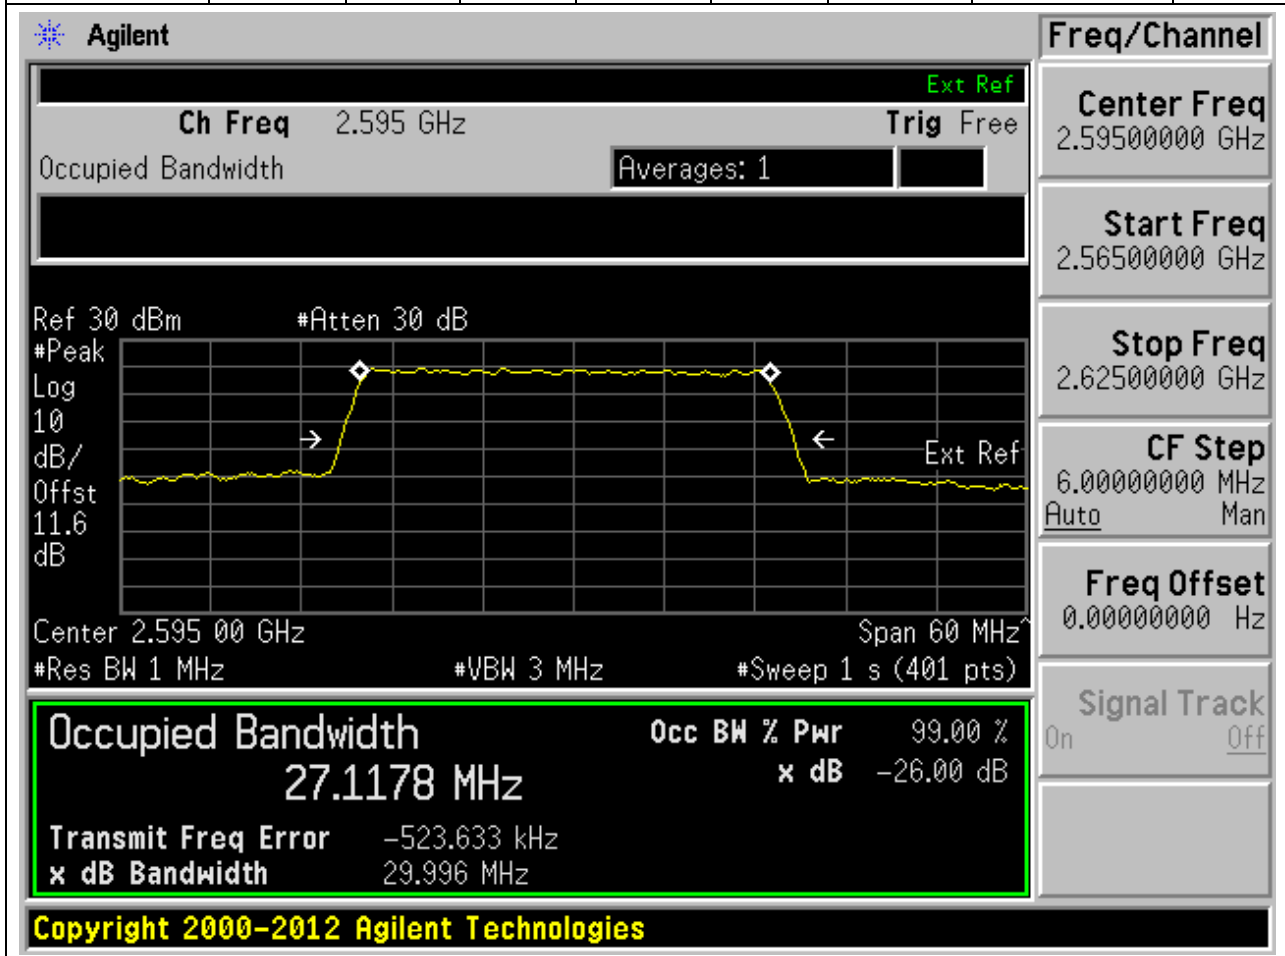 Agilent
Freq/Channel
Ext Ref
Ch Freq 2.595 GHz Trig Free
Occupied Bandwidth Averages: 1
Center Freq
2.59500000 GHz
Start Freq
2.56500000 GHz
Stop Freq
2.62500000 GHz
CF Step
6.00000000 MHz
Auto Man
Freq Offset
0.00000000 Hz
Signal Track
On Off
Ref 30 dBm #Atten 30 dB
#Peak
Log
10
dB/
Offst
11.6
dB
Ext Ref
Center 2.595 00 GHz Span 60 MHz^
#Res BW 1 MHz #VBW 3 MHz #Sweep 1 s (401 pts)
Occupied Bandwidth
27.1178 MHz
Occ BW % Pwr 99.00 %
x dB -26.00 dB
Transmit Freq Error -523.633 kHz
x dB Bandwidth 29.996 MHz
Copyright 2000-2012 Agilent Technologies